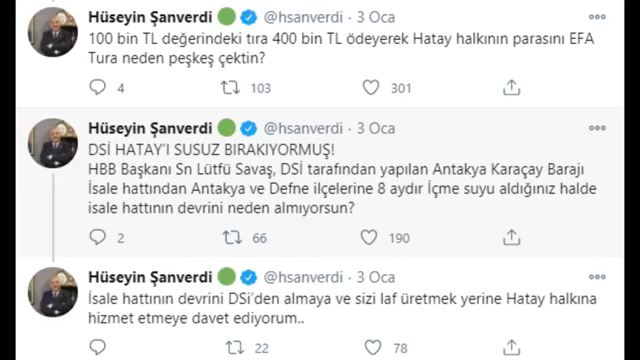 Hüseyin Şanverdi @hsanverdi · 3 Oca
100 bin TL değerindeki tıra 400 bin TL ödeyerek Hatay halkının parasını EFA
Tura neden peşkeş çektin?
4 103 301
Hüseyin Şanverdi @hsanverdi · 3 Oca
DSİ HATAY’I SUSUZ BIRAKIYORMUŞ!
HBB Başkanı Sn Lütfü Savaş, DSİ tarafından yapılan Antakya Karaçay Barajı
İsale hattından Antakya ve Defne ilçelerine 8 aydır İçme suyu aldığınız halde
isale hattının devrini neden almıyorsun?
2 66 190
Hüseyin Şanverdi @hsanverdi · 3 Oca
İsale hattının devrini DSi’den almaya ve sizi laf üretmek yerine Hatay halkına
hizmet etmeye davet ediyorum..
22 78